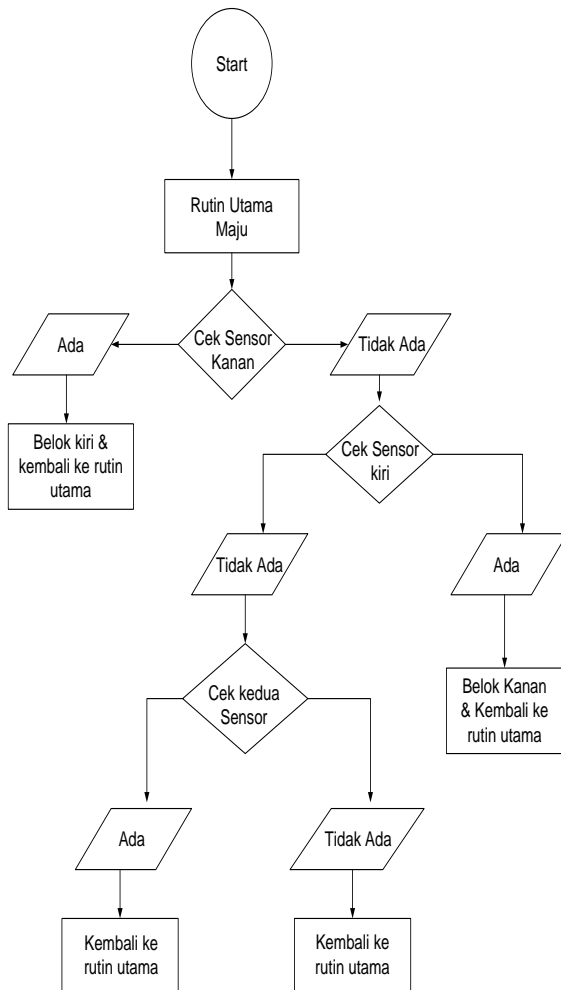 Start
Rutin Utama
Maju
Cek Sensor
Kanan
Ada
Tidak Ada
Belok kiri &
kembali ke rutin
utama
Cek Sensor
kiri
Tidak Ada
Ada
Cek kedua
Sensor
Belok Kanan
& Kembali ke
rutin utama
Ada
Tidak Ada
Kembali ke
rutin utama
Kembali ke
rutin utama